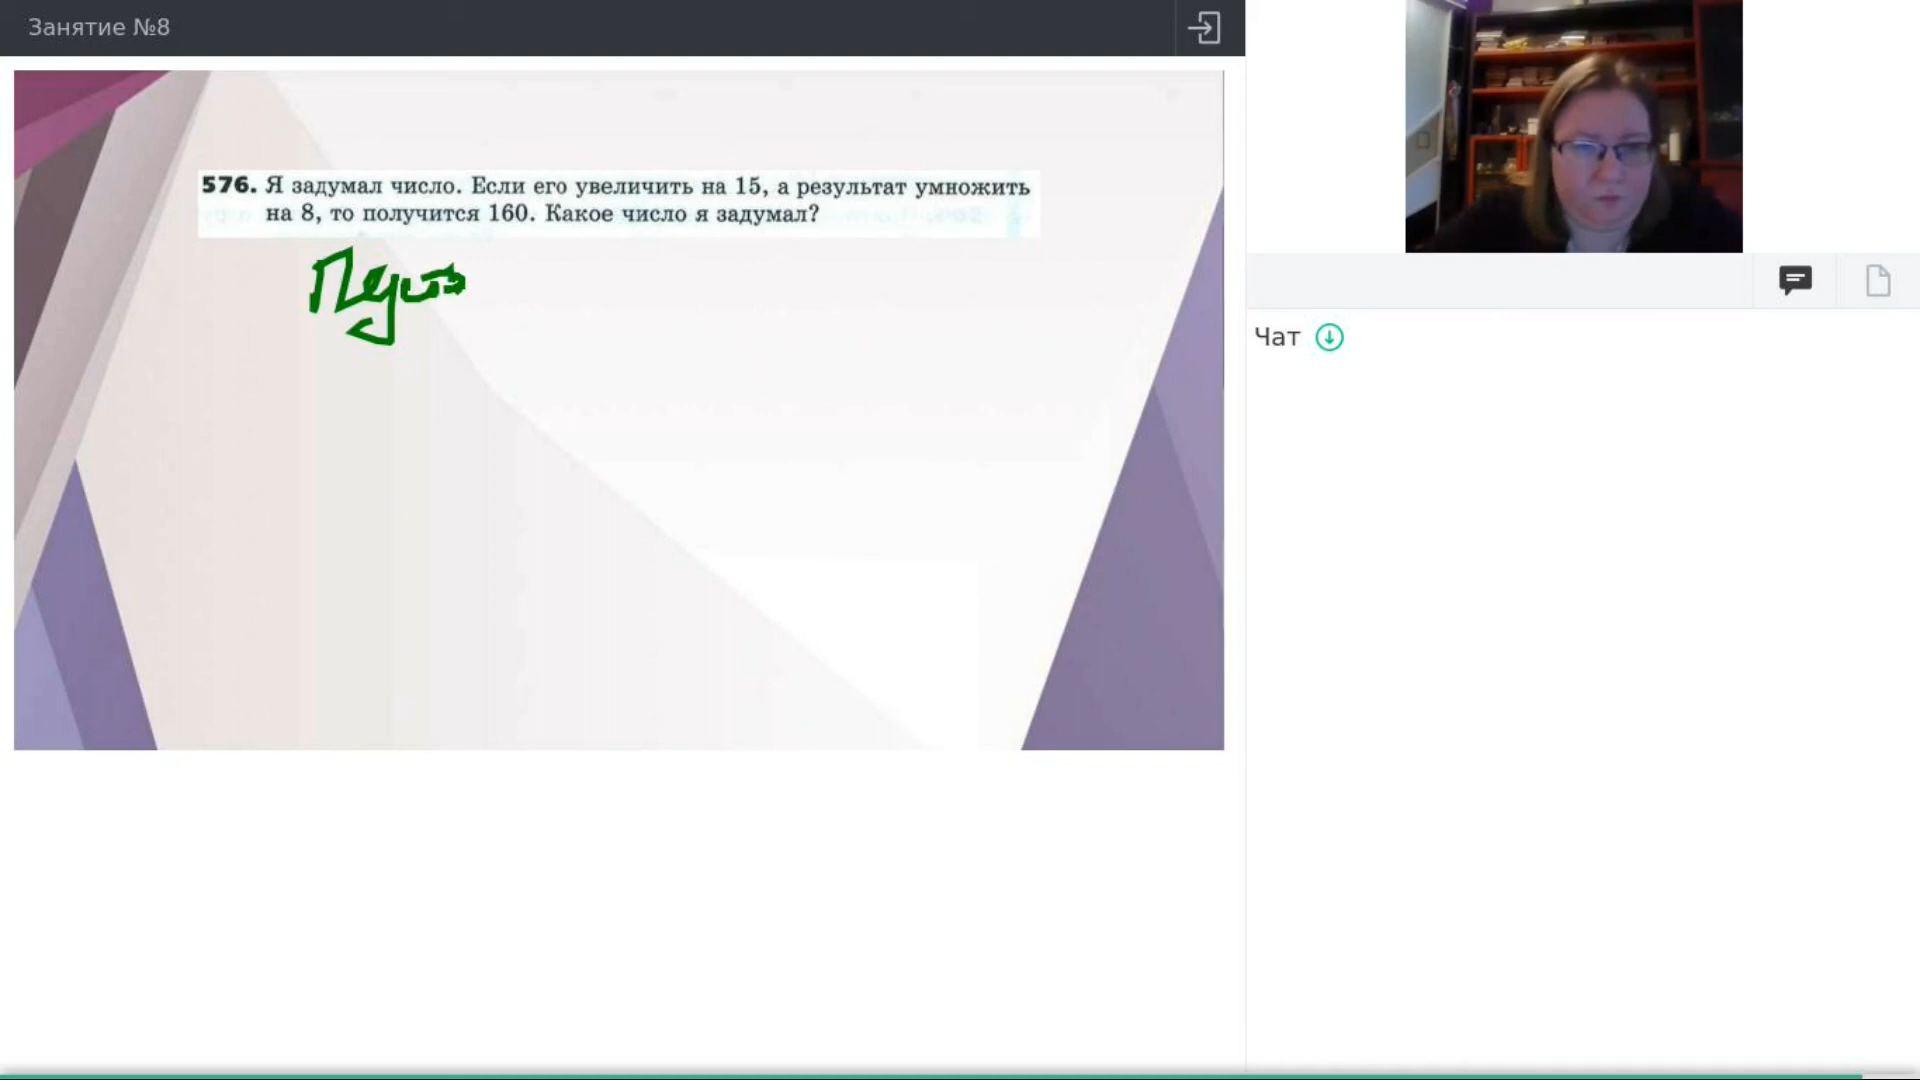 Занятие №8
576. Я задумал число. Если его увеличить на 15, а результат умножить
на 8, то получится 160. Какое число я задумал?
Пусть
Чат